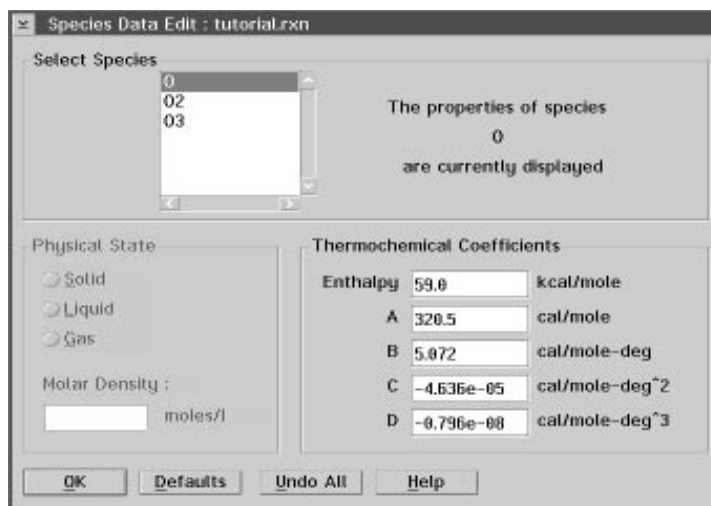 Species Data Edit : tutorial.rxn
Select Species
O
O2
O3
The properties of species
O
are currently displayed
Physical State
Solid
Liquid
Gas
Molar Density :
moles/l
Thermochemical Coefficients
Enthalpy 59.0 kcal/mole
A 320.5 cal/mole
B 5.072 cal/mole-deg
C -4.636e-05 cal/mole-deg^2
D -0.796e-08 cal/mole-deg^3
OK Defaults Undo All Help